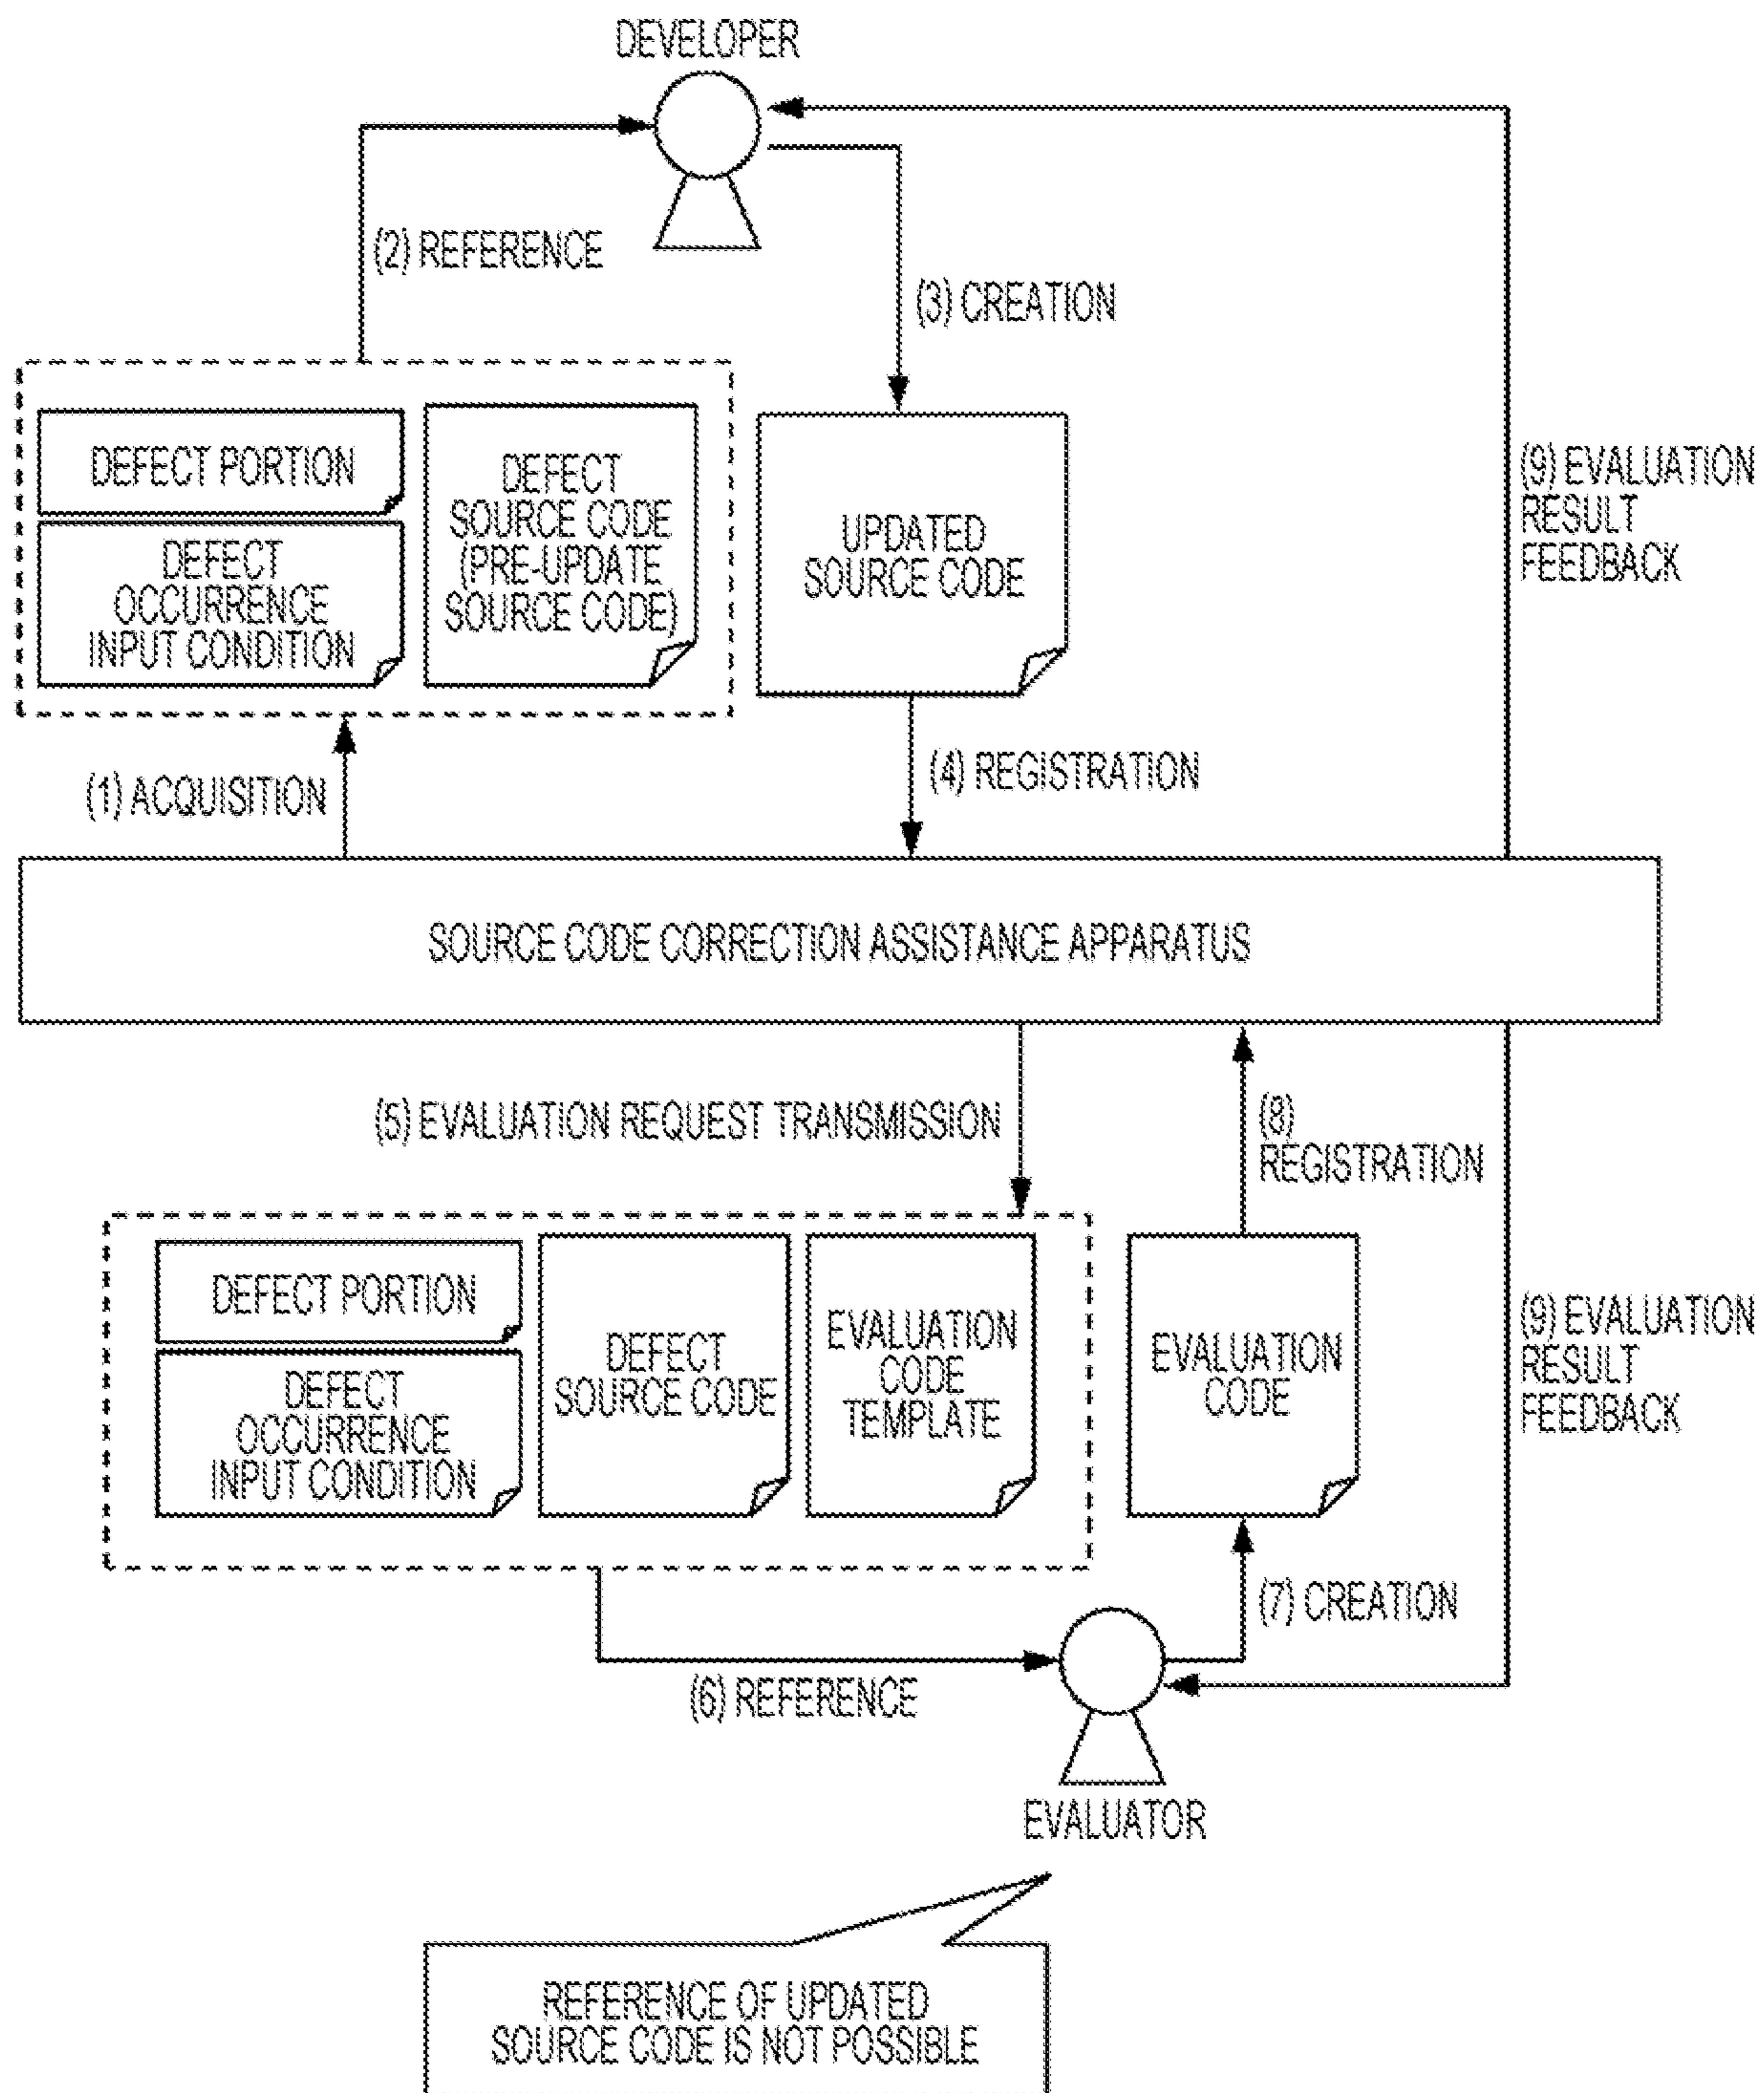 DEVELOPER
(2) REFERENCE
(3) CREATION
DEFECT PORTION
DEFECT
OCCURRENCE
INPUT CONDITION
DEFECT
SOURCE CODE
(PRE-UPDATE
SOURCE CODE)
UPDATED
SOURCE CODE
(9) EVALUATION
RESULT
FEEDBACK
(1) ACQUISITION
(4) REGISTRATION
SOURCE CODE CORRECTION ASSISTANCE APPARATUS
(5) EVALUATION REQUEST TRANSMISSION
(8)
REGISTRATION
DEFECT PORTION
DEFECT
OCCURRENCE
INPUT CONDITION
DEFECT
SOURCE CODE
EVALUATION
CODE
TEMPLATE
EVALUATION
CODE
(9) EVALUATION
RESULT
FEEDBACK
(6) REFERENCE
(7) CREATION
EVALUATOR
REFERENCE OF UPDATED
SOURCE CODE IS NOT POSSIBLE